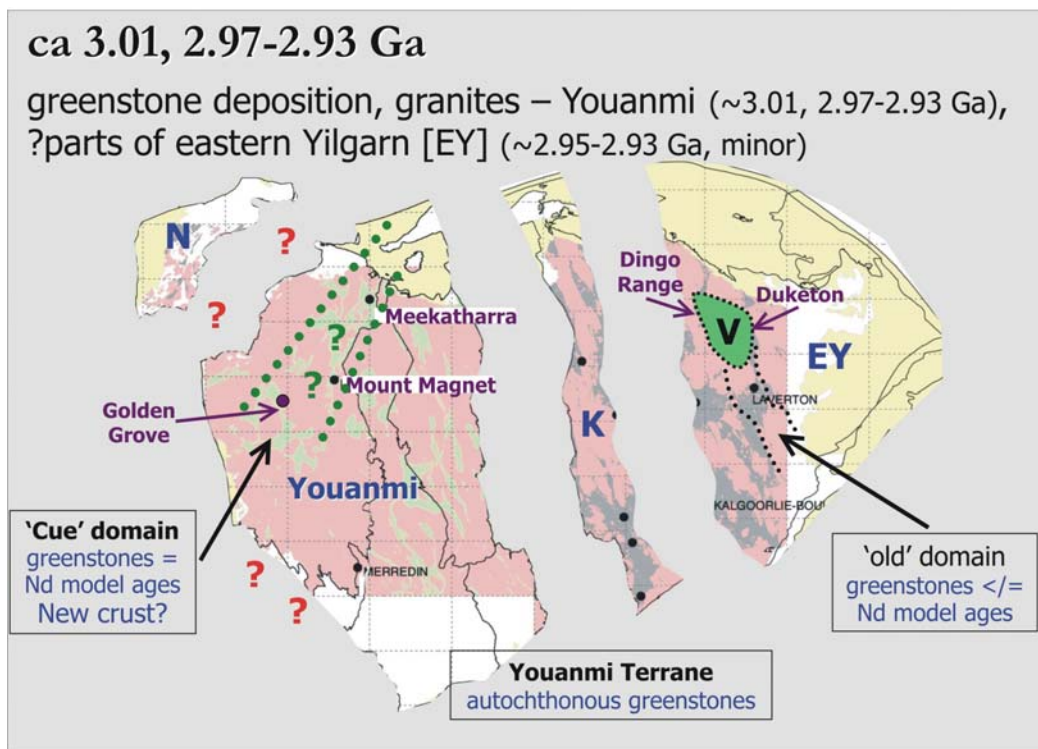 ca 3.01, 2.97-2.93 Ga
greenstone deposition, granites – Youanmi (~3.01, 2.97-2.93 Ga),
?parts of eastern Yilgarn [EY] (~2.95-2.93 Ga, minor)
N
?
?
Dingo
Range
Duketon
V
EY
Meekatharra
?
?
Mount Magnet
Golden
Grove
LAVERTON
K
Youanmi
KALGOORLIE-BOU
'Cue' domain
greenstones =
Nd model ages
New crust?
?
?
MERREDIN
'old' domain
greenstones </=
Nd model ages
Youanmi Terrane
autochthonous greenstones